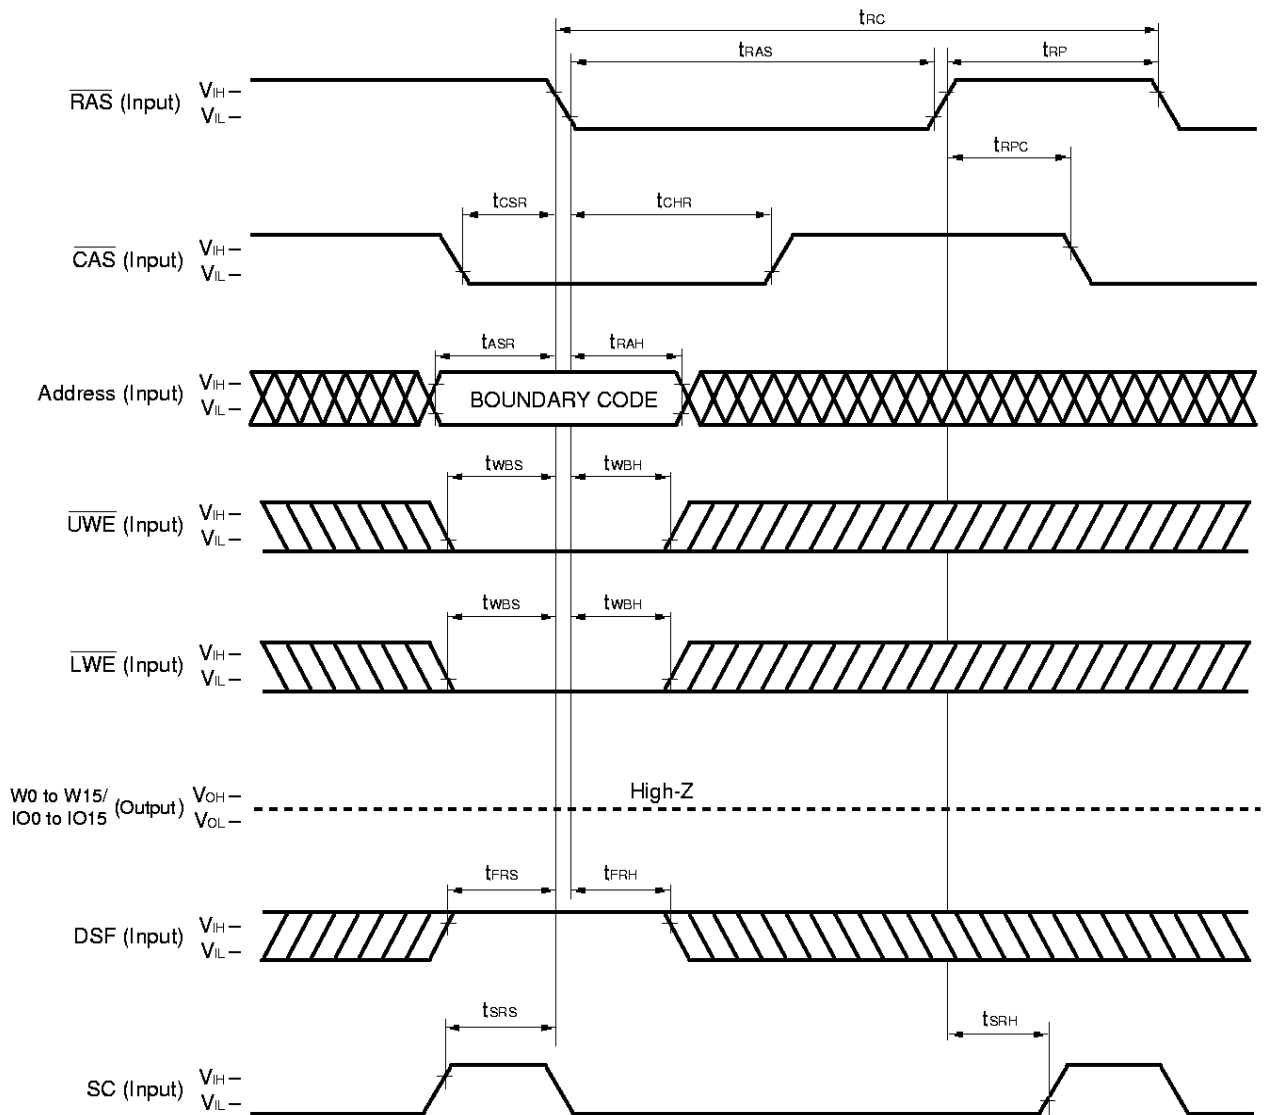 tRC
tRAS
tRP
RAS (Input)
VIH
VIL
tRPC
tCSR
tCHR
CAS (Input)
VIH
VIL
tASR
tRAH
Address (Input)
VIH
VIL
BOUNDARY CODE
tWBS
tWBH
UWE (Input)
VIH
VIL
tWBS
tWBH
LWE (Input)
VIH
VIL
W0 to W15/
IO0 to IO15 (Output)
VOH
VOL
High-Z
tFRS
tFRH
DSF (Input)
VIH
VIL
tSRS
tSRH
SC (Input)
VIH
VIL